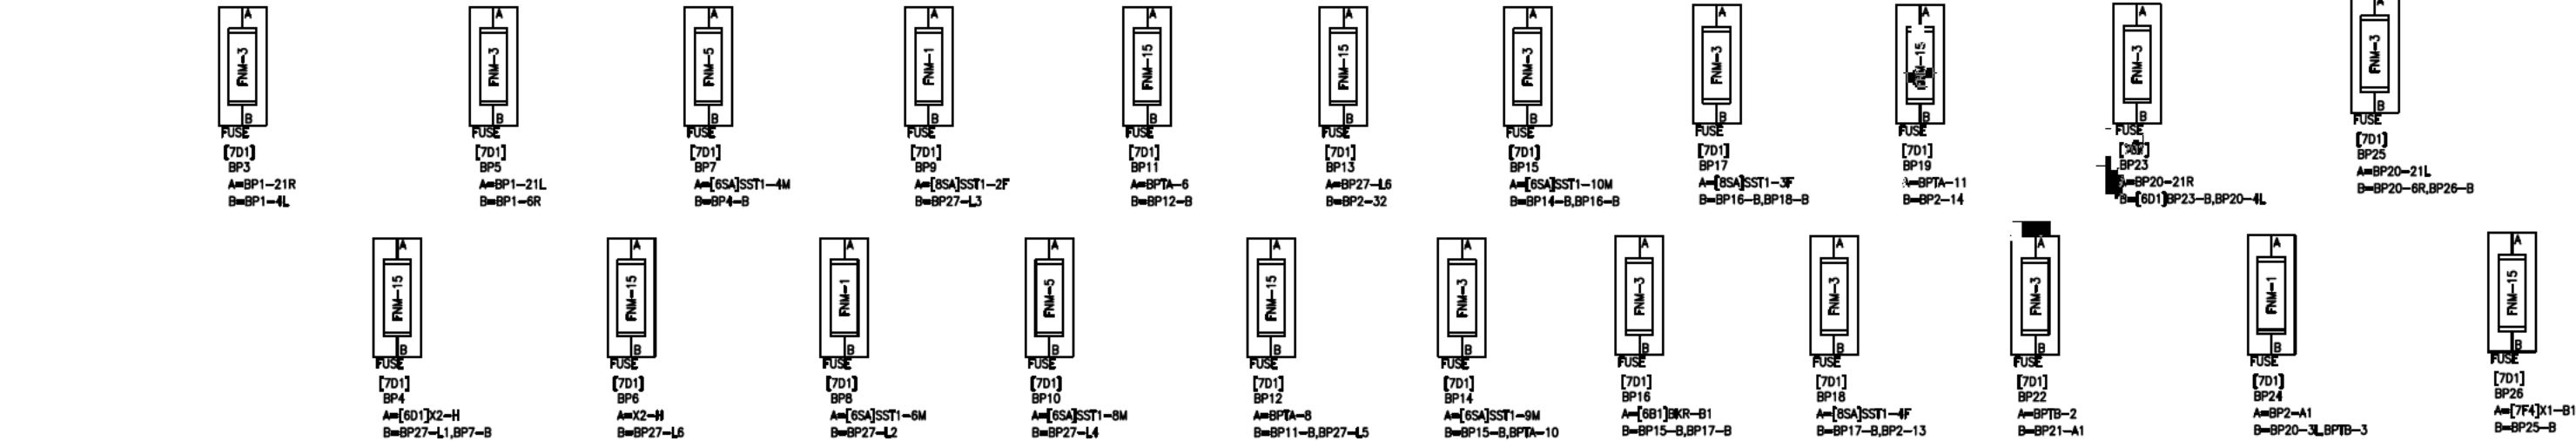 A
FNM-3
B
FUSE
[7D1]
BP3
A=BP1-21R
B=BP1-4L
A
FNM-3
B
FUSE
[7D1]
BP5
A=BP1-21L
B=BP1-6R
A
FNM-5
B
FUSE
[7D1]
BP7
A=[6SA]SST1-4M
B=BP4-B
A
FNM-1
B
FUSE
[7D1]
BP9
A=[8SA]SST1-2F
B=BP27-L3
A
FNM-15
B
FUSE
[7D1]
BP11
A=BPTA-6
B=BP12-B
A
FNM-15
B
FUSE
[7D1]
BP13
A=BP27-L6
B=BP2-32
A
FNM-3
B
FUSE
[7D1]
BP15
A=[6SA]SST1-10M
B=BP14-B,BP16-B
A
FNM-3
B
FUSE
[7D1]
BP17
A=[8SA]SST1-3F
B=BP16-B,BP18-B
A
FNM-15
B
FUSE
[7D1]
BP19
A=BPTA-11
B=BP2-14
A
FNM-3
B
FUSE
BP23
A=BP20-21R
B=[6D1]BP23-B,BP20-4L
A
FNM-3
B
FUSE
[7D1]
BP25
A=BP20-21L
B=BP20-6R,BP26-B
A
FNM-15
B
FUSE
[7D1]
BP4
A=[6D1]X2-H
B=BP27-L1,BP7-B
A
FNM-15
B
FUSE
[7D1]
BP6
A=X2-H
B=BP27-L6
A
FNM-1
B
FUSE
[7D1]
BP8
A=[6SA]SST1-6M
B=BP27-L2
A
FNM-5
B
FUSE
[7D1]
BP10
A=[6SA]SST1-8M
B=BP27-L4
A
FNM-15
B
FUSE
[7D1]
BP12
A=BPTA-8
B=BP11-B,BP27-L5
A
FNM-3
B
FUSE
[7D1]
BP14
A=[6SA]SST1-9M
B=BP15-B,BPTA-10
A
FNM-3
B
FUSE
[7D1]
BP16
A=[6B1]BKR-B1
B=BP15-B,BP17-B
A
FNM-3
B
FUSE
[7D1]
BP18
A=[8SA]SST1-4F
B=BP17-B,BP2-13
A
FNM-3
B
FUSE
[7D1]
BP22
A=BPTB-2
B=BP21-A1
A
FNM-1
B
FUSE
[7D1]
BP24
A=BP2-A1
B=BP20-3L,BPTB-3
A
FNM-15
B
FUSE
[7D1]
BP26
A=[7F4]X1-B1
B=BP25-B